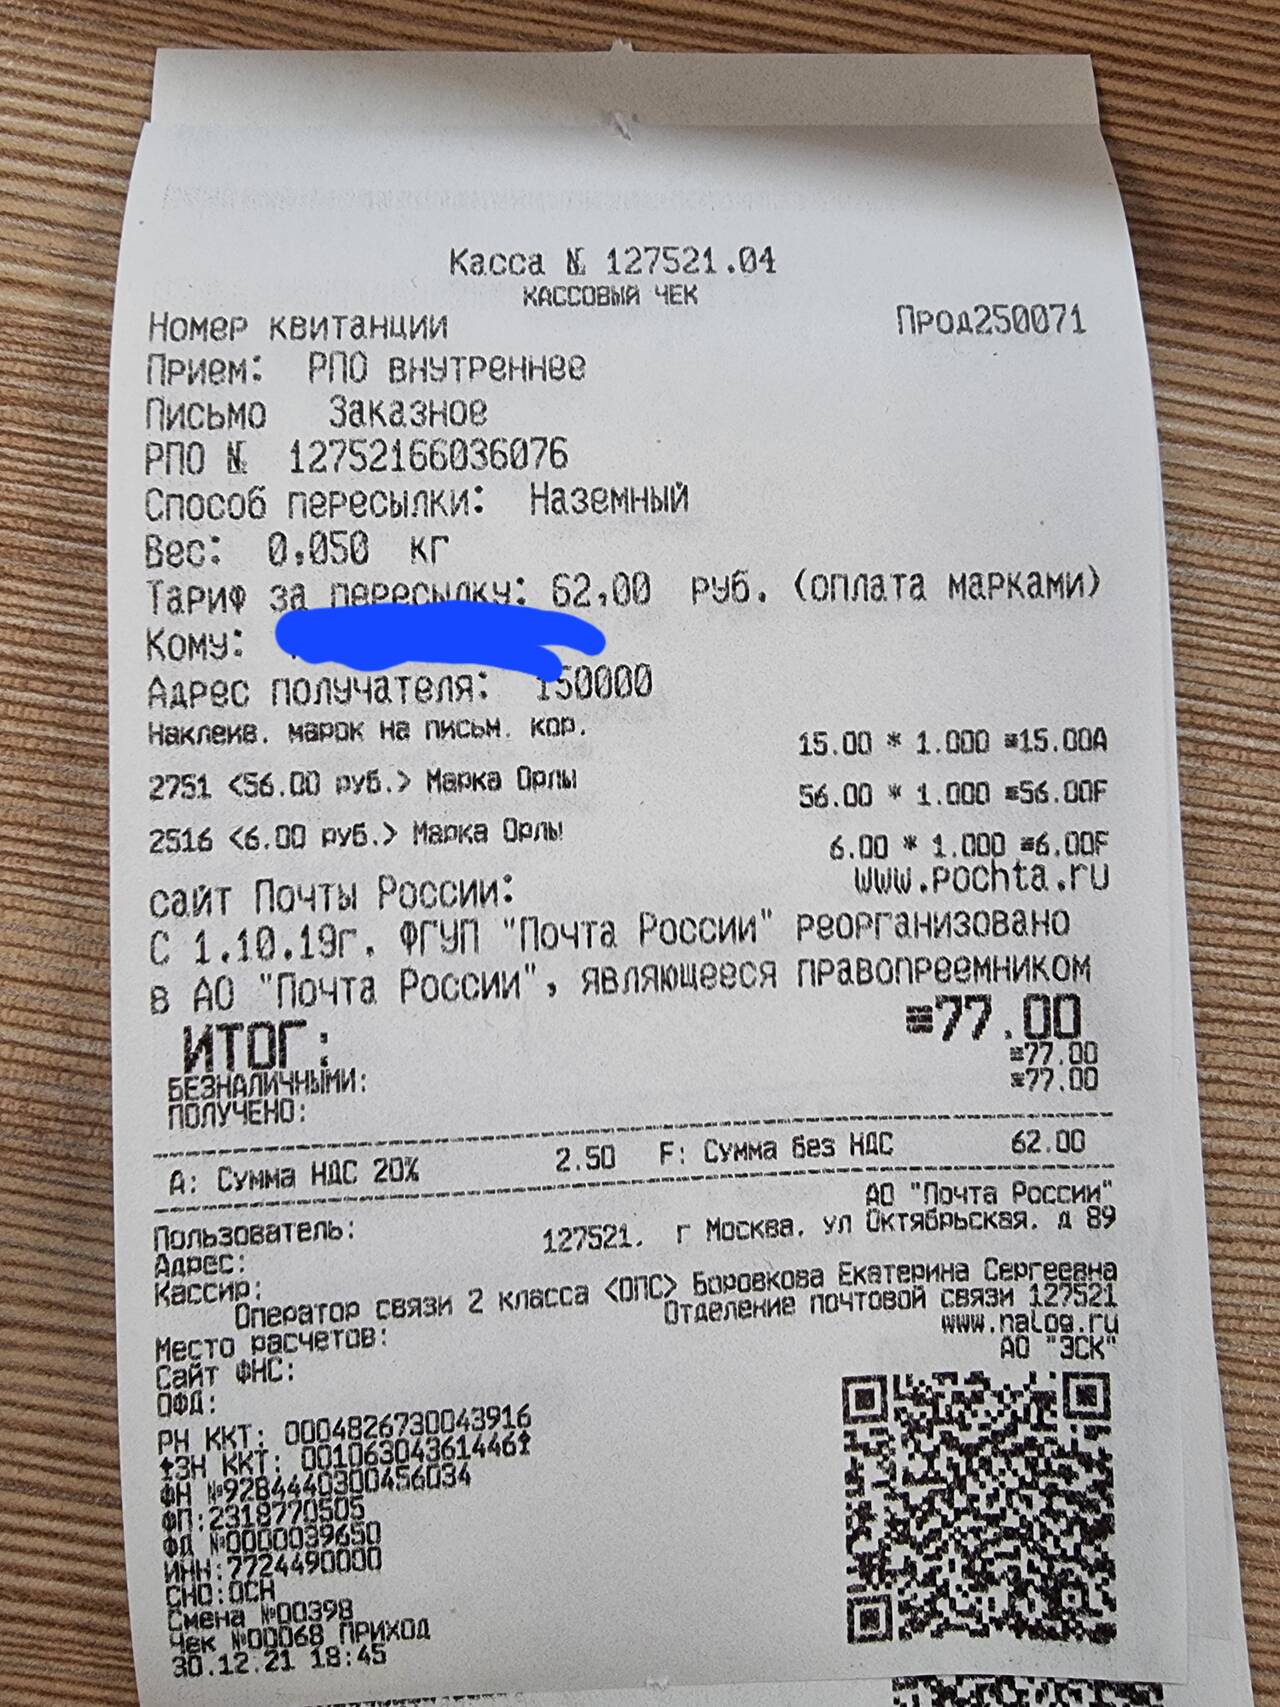 Касса № 127521.04
КАССОВЫЙ ЧЕК
Номер квитанции Прод250071
Прием: РПО внутреннее
Письмо Заказное
РПО № 12752166036076
Способ пересылки: Наземный
Вес: 0,050 кг
Тариф за пересылку: 62,00 руб. (оплата марками)
Кому:
Адрес получателя: 150000
Наклеив. марок на письм. кор.
15.00 * 1.000 ≡15.00А
2751 <56.00 руб.> Марка Орлы
56.00 * 1.000 ≡56.00F
2516 <6.00 руб.> Марка Орлы
6.00 * 1.000 ≡6.00F
сайт Почты России: www.pochta.ru
С 1.10.19г. ФГУП "Почта России" реорганизовано
в АО "Почта России", являющееся правопреемником
ИТОГ: ≡77.00
БЕЗНАЛИЧНЫМИ: ≡77.00
ПОЛУЧЕНО: ≡77.00
А: Сумма НДС 20% 2.50 F: Сумма без НДС 62.00
Пользователь: АО "Почта России"
Адрес: 127521, г Москва, ул Октябрьская, д 89
Кассир:
Оператор связи 2 класса <ОПС> Боровкова Екатерина Сергеевна
Место расчетов: Отделение почтовой связи 127521
Сайт ФНС: www.nalog.ru
ОФД: АО "ЭСК"
РН ККТ: 0004826730043916
ЗН ККТ: 00106304361446
ФН №9284440300456034
ФП:2318770505
ФД №0000039650
ИНН:7724490000
СНО:ОСН
Смена №00398
Чек №00068 ПРИХОД
30.12.21 18:45